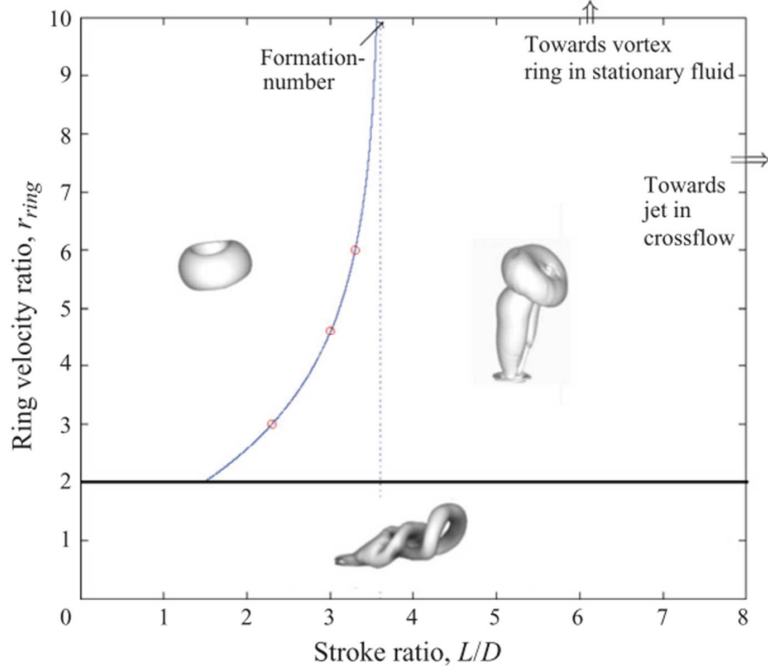 10
9
8
7
6
5
4
3
2
1
0
1
2
3
4
5
6
7
8
Ring velocity ratio, r_ring
Stroke ratio, L/D
Formation-
number
Towards vortex
ring in stationary fluid
Towards
jet in
crossflow